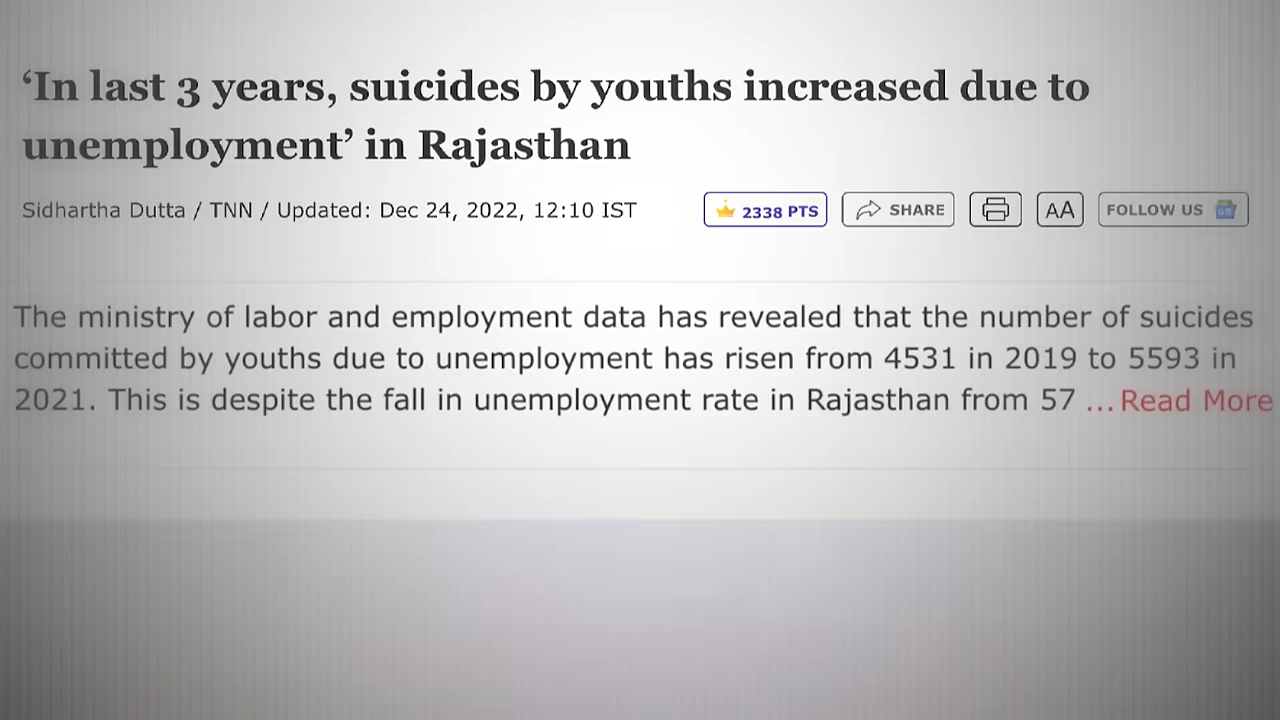 ‘In last 3 years, suicides by youths increased due to
unemployment’ in Rajasthan
Sidhartha Dutta / TNN / Updated: Dec 24, 2022, 12:10 IST
2338 PTS
SHARE
AA
FOLLOW US
The ministry of labor and employment data has revealed that the number of suicides
committed by youths due to unemployment has risen from 4531 in 2019 to 5593 in
2021. This is despite the fall in unemployment rate in Rajasthan from 57 ... Read More